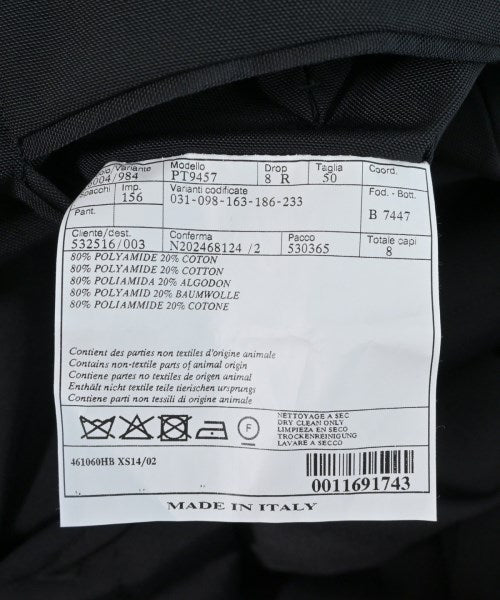 Variante Modello Drop Taglia Coord.
004/984 PT9457 8 R 50
Spacchi Imp. Varianti codificate Fod. - Bott.
156 031-098-163-186-233
Pant. B 7447
Cliente/dest. Conferma Pacco Totale capi
532516/003 N202468124 /2 530365 8
80% POLYAMIDE 20% COTON
80% POLYAMIDE 20% COTTON
80% POLIAMIDA 20% ALGODON
80% POLYAMID 20% BAUMWOLLE
80% POLIAMMIDE 20% COTONE
Contient des parties non textiles d'origine animale
Contains non-textile parts of animal origin
Contiene partes no textiles de origen animal
Enthält nicht textile teile tierischen ursprungs
Contiene parti non tessili di origine animale
NETTOYAGE A SEC
DRY CLEAN ONLY
LIMPIEZA EN SECO
TROCKENREINIGUNG
LAVARE A SECCO
F
461060HB XS14/02
0011691743
MADE IN ITALY